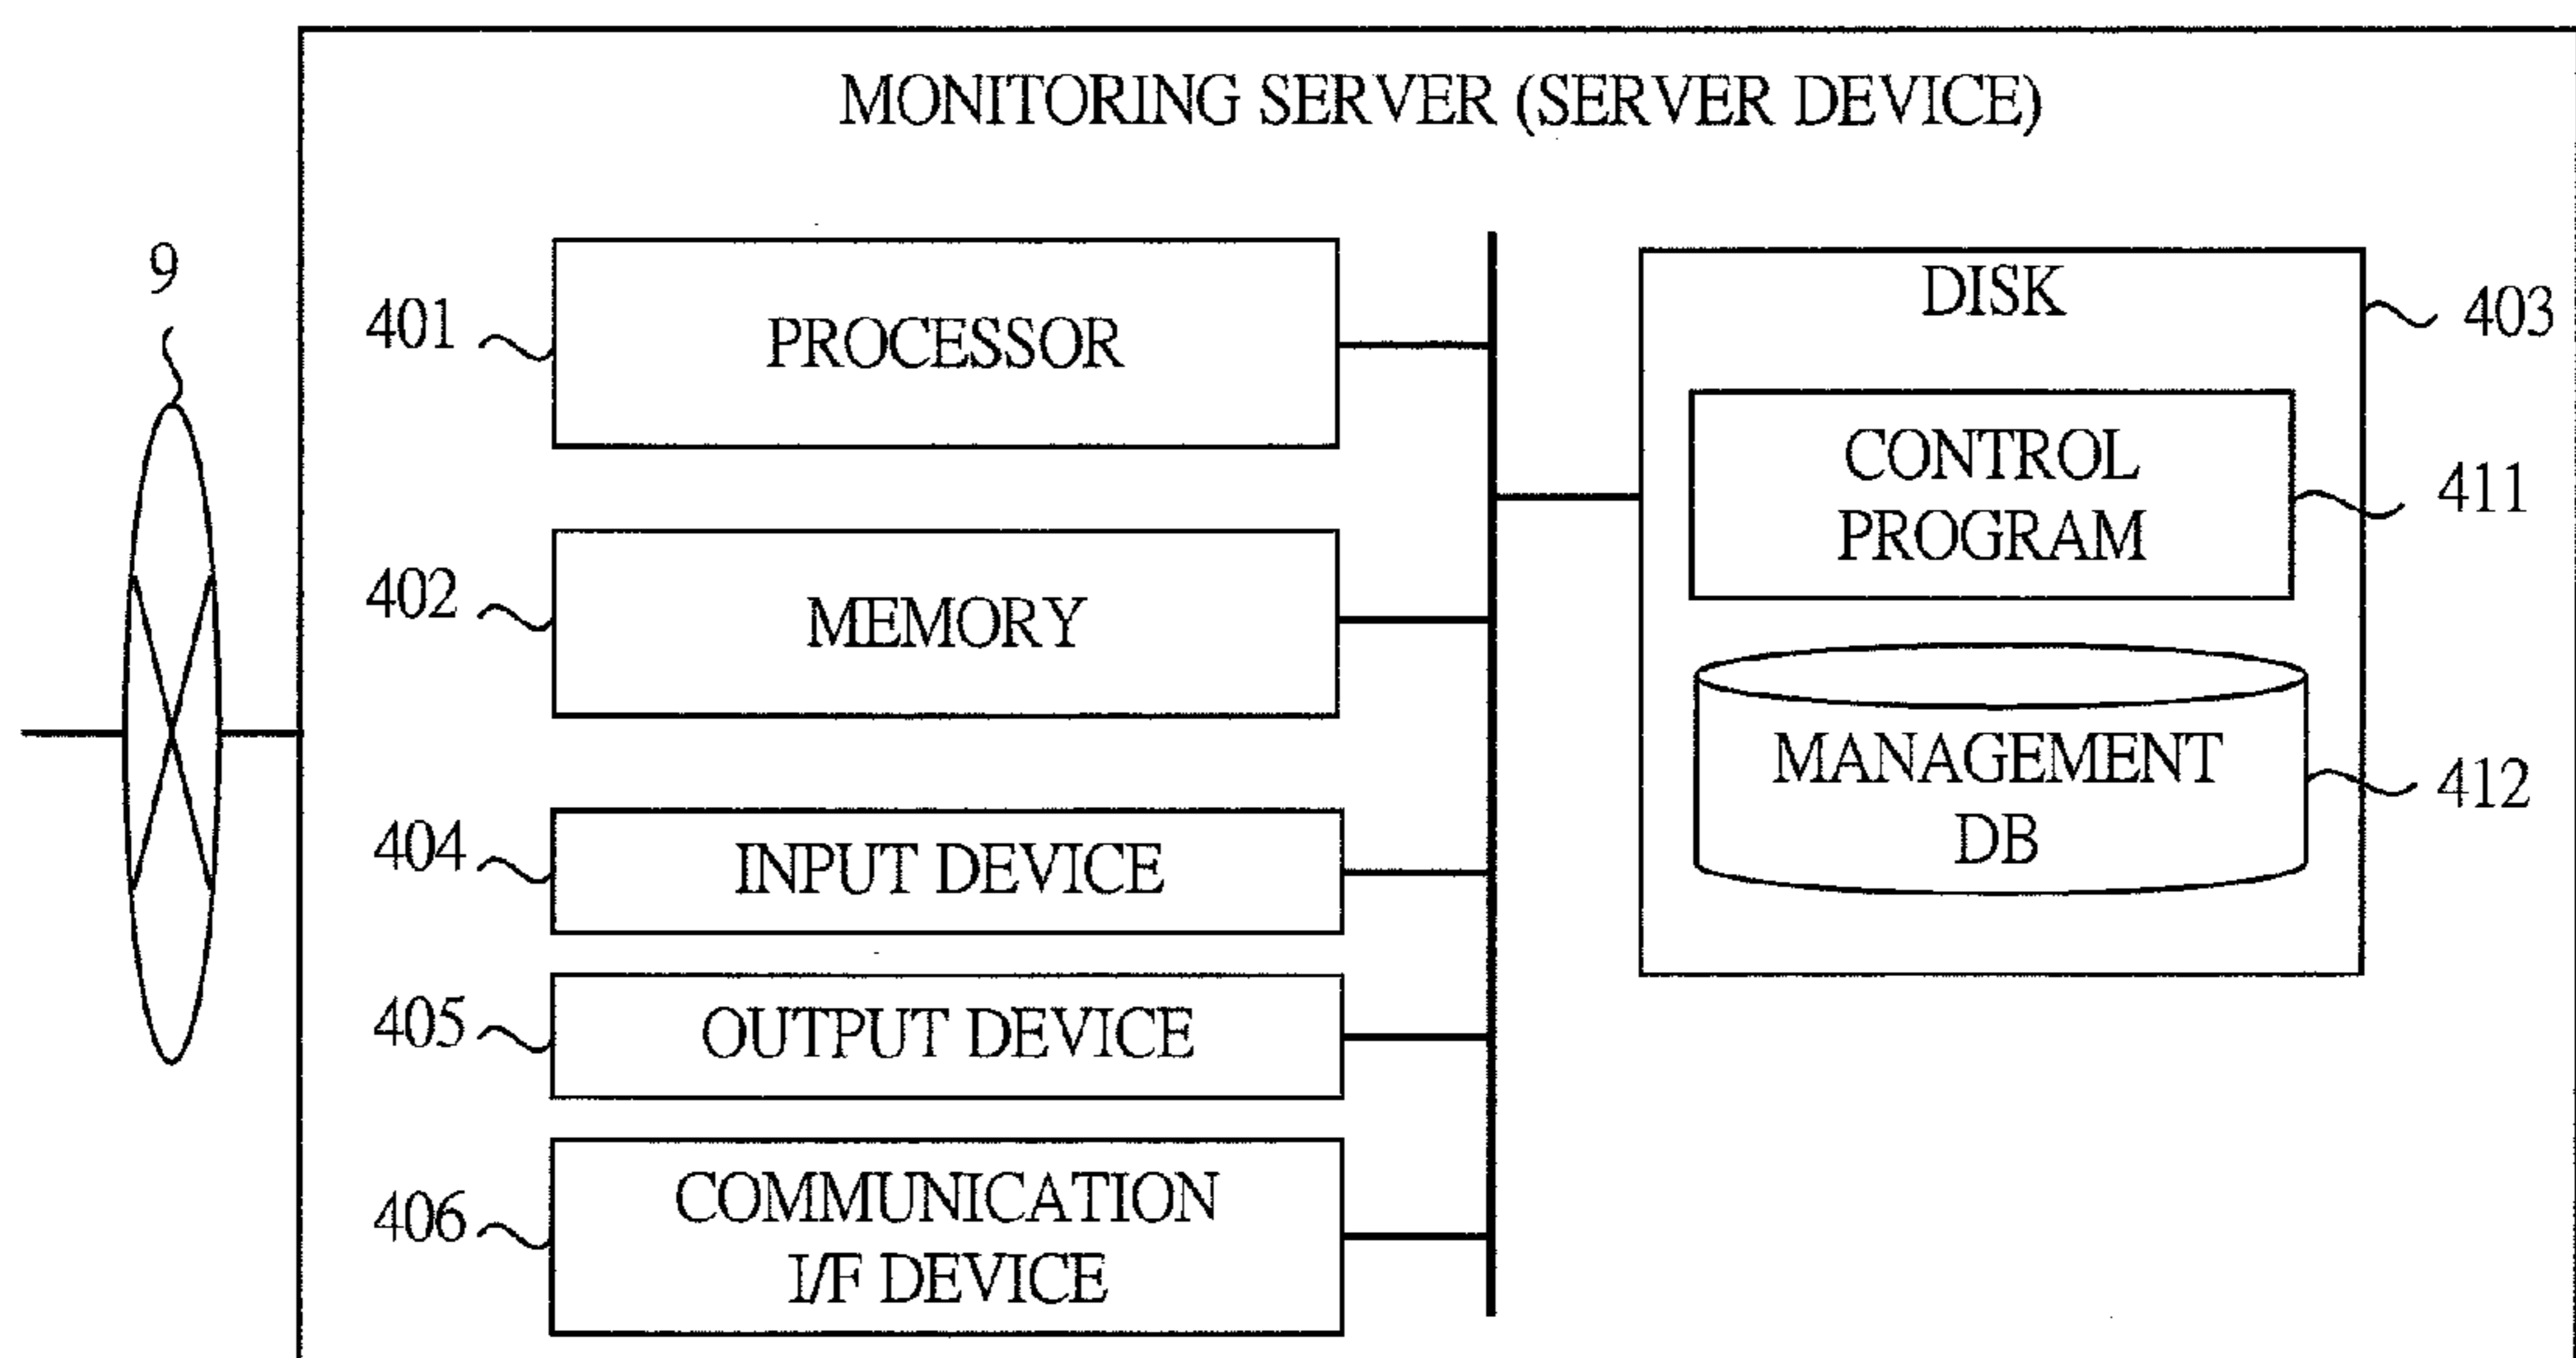 MONITORING SERVER (SERVER DEVICE)
9
401
PROCESSOR
DISK
403
CONTROL
PROGRAM
411
402
MEMORY
MANAGEMENT
DB
412
404
INPUT DEVICE
405
OUTPUT DEVICE
406
COMMUNICATION
I/F DEVICE